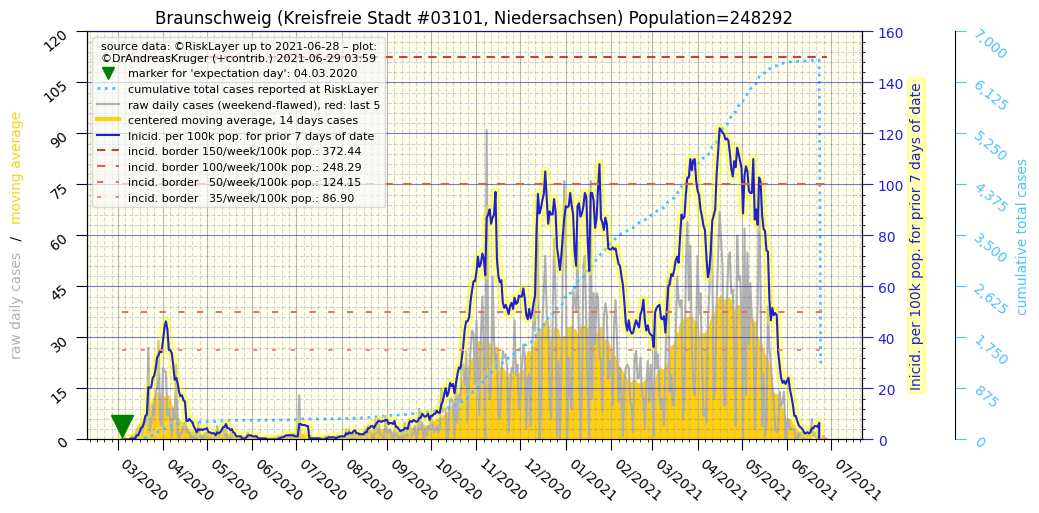 Braunschweig (Kreisfreie Stadt #03101, Niedersachsen) Population=248292
source data: ©RiskLayer up to 2021-06-28 – plot:
©DrAndreasKruger (+contrib.) 2021-06-29 03:59
marker for 'expectation day': 04.03.2020
cumulative total cases reported at RiskLayer
raw daily cases (weekend-flawed), red: last 5
centered moving average, 14 days cases
Inicid. per 100k pop. for prior 7 days of date
incid. border 150/week/100k pop.: 372.44
incid. border 100/week/100k pop.: 248.29
incid. border   50/week/100k pop.: 124.15
incid. border   35/week/100k pop.: 86.90
raw daily cases   /   moving average
120
105
90
75
60
45
30
15
0
03/2020
04/2020
05/2020
06/2020
07/2020
08/2020
09/2020
10/2020
11/2020
12/2020
01/2021
02/2021
03/2021
04/2021
05/2021
06/2021
07/2021
160
140
120
100
80
60
40
20
0
Inicid. per 100k pop. for prior 7 days of date
7,000
6,125
5,250
4,375
3,500
2,625
1,750
875
0
cumulative total cases